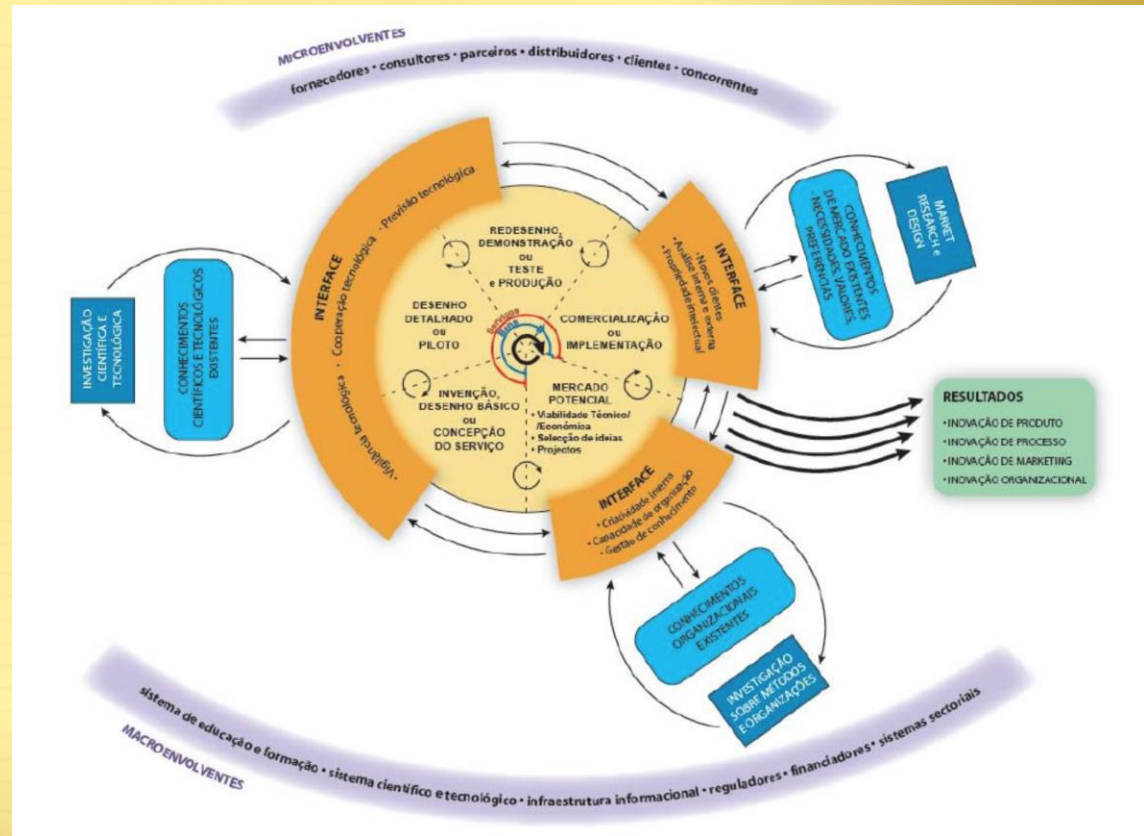 MICROENVOLVENTES
fornecedores • consultores • parceiros • distribuidores • clientes • concorrentes
INTERFACE
• Vigilância tecnológica • Cooperação tecnológica • Previsão tecnológica
INVESTIGAÇÃO
CIENTÍFICA E
TECNOLÓGICA
CONHECIMENTOS
CIENTÍFICOS E TECNOLÓGICOS
EXISTENTES
REDESENHO,
DEMONSTRAÇÃO
ou
TESTE
e PRODUÇÃO
DESENHO
DETALHADO
ou
PILOTO
Serviços
Bens
COMERCIALIZAÇÃO
ou
IMPLEMENTAÇÃO
INVENÇÃO,
DESENHO BÁSICO
ou
CONCEPÇÃO
DO SERVIÇO
MERCADO
POTENCIAL
• Viabilidade Técnico/
/Económica
• Selecção de ideias
• Projectos
INTERFACE
• Novos clientes
• Análise interna e externa
• Propriedade intelectual
CONHECIMENTOS
DE MERCADO EXISTENTES
- NECESSIDADES, VALORES,
PREFERENCIAS
MARKET
RESEARCH e
DESIGN
RESULTADOS
• INOVAÇÃO DE PRODUTO
• INOVAÇÃO DE PROCESSO
• INOVAÇÃO DE MARKETING
• INOVAÇÃO ORGANIZACIONAL
INTERFACE
• Criatividade interna
• Capacidade de organização
• Gestão de conhecimento
CONHECIMENTOS
ORGANIZACIONAIS
EXISTENTES
INVESTIGAÇÃO
SOBRE MÉTODOS
E ORGANIZAÇÕES
sistema de educação e formação • sistema científico e tecnológico • infraestrutura informacional • reguladores • financiadores • sistemas sectoriais
MACROENVOLVENTES